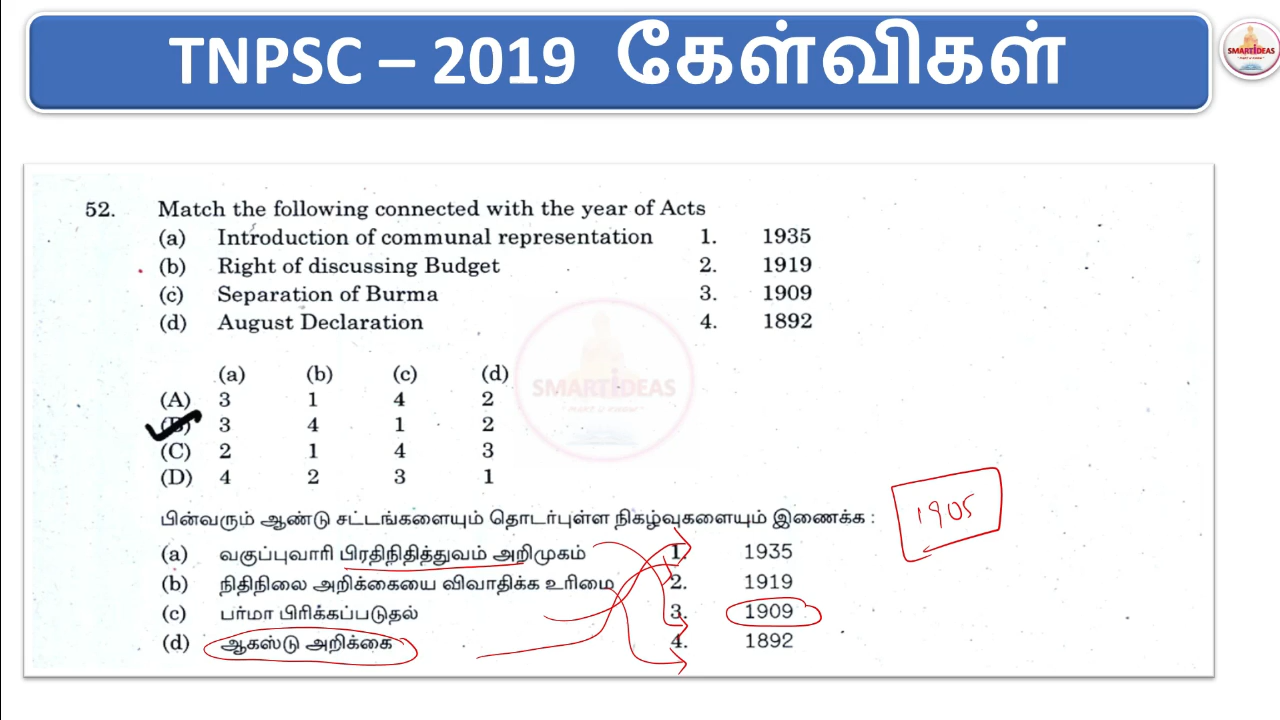 TNPSC – 2019 கேள்விகள்
SMARTIDEAS
52. Match the following connected with the year of Acts
(a) Introduction of communal representation 1. 1935
(b) Right of discussing Budget 2. 1919
(c) Separation of Burma 3. 1909
(d) August Declaration 4. 1892
SMARTIDEAS
(a) (b) (c) (d)
(A) 3 1 4 2
(B) 3 4 1 2
(C) 2 1 4 3
(D) 4 2 3 1
1905
பின்வரும் ஆண்டு சட்டங்களையும் தொடர்புள்ள நிகழ்வுகளையும் இணைக்க :
(a) வகுப்புவாரி பிரதிநிதித்துவம் அறிமுகம் 1. 1935
(b) நிதிநிலை அறிக்கையை விவாதிக்க உரிமை 2. 1919
(c) பர்மா பிரிக்கப்படுதல் 3. 1909
(d) ஆகஸ்டு அறிக்கை 4. 1892